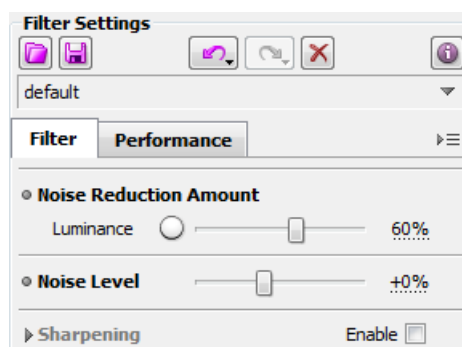 Filter Settings
default
Filter Performance
Noise Reduction Amount
Luminance 60%
Noise Level +0%
Sharpening Enable